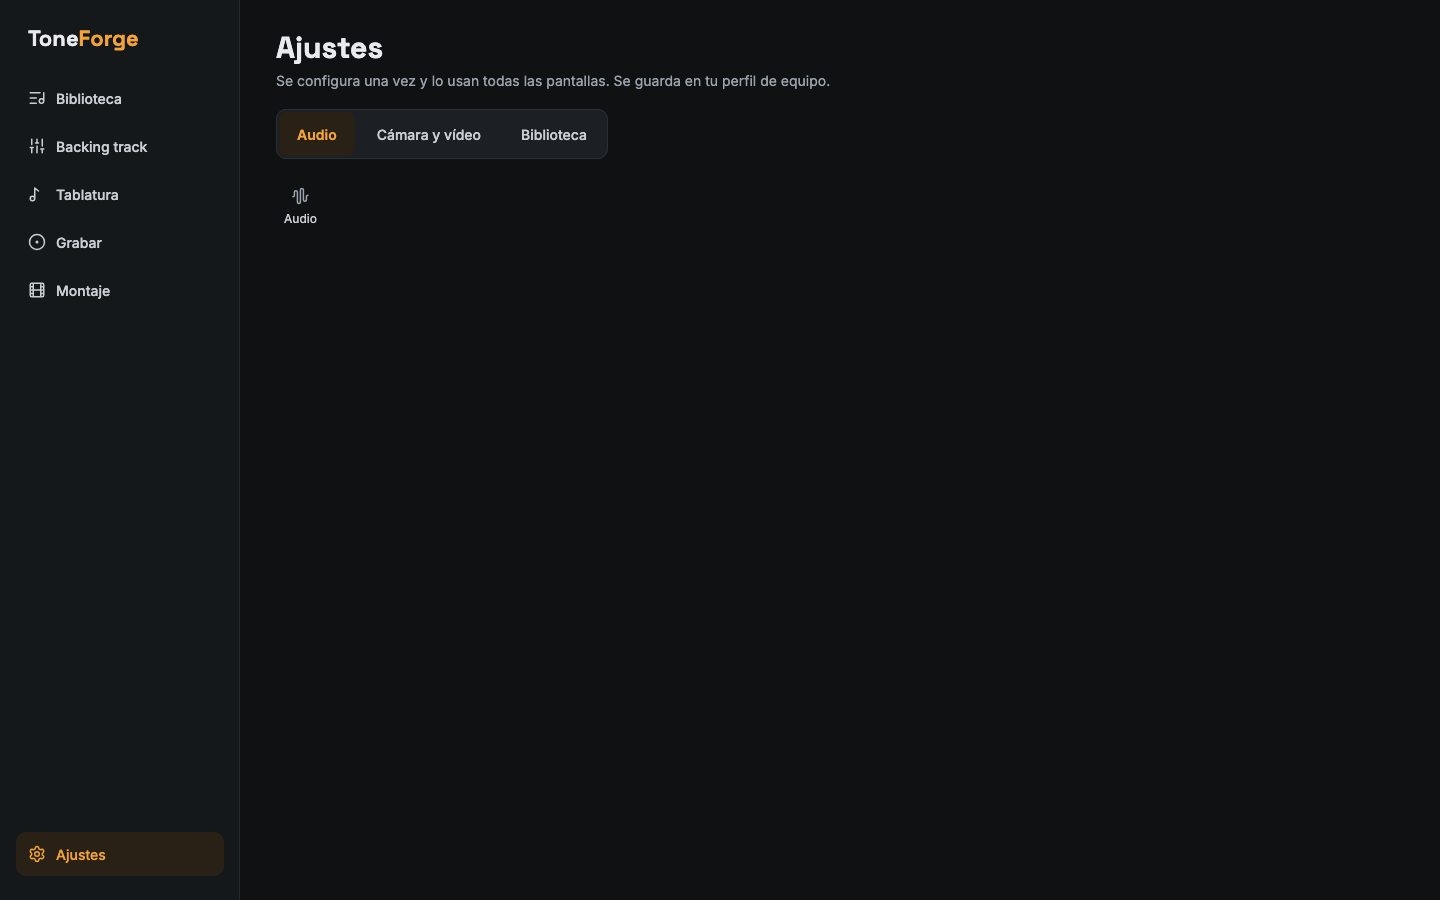 ToneForge
Biblioteca
Backing track
Tablatura
Grabar
Montaje
Ajustes
Ajustes
Se configura una vez y lo usan todas las pantallas. Se guarda en tu perfil de equipo.
Audio
Cámara y vídeo
Biblioteca
Audio